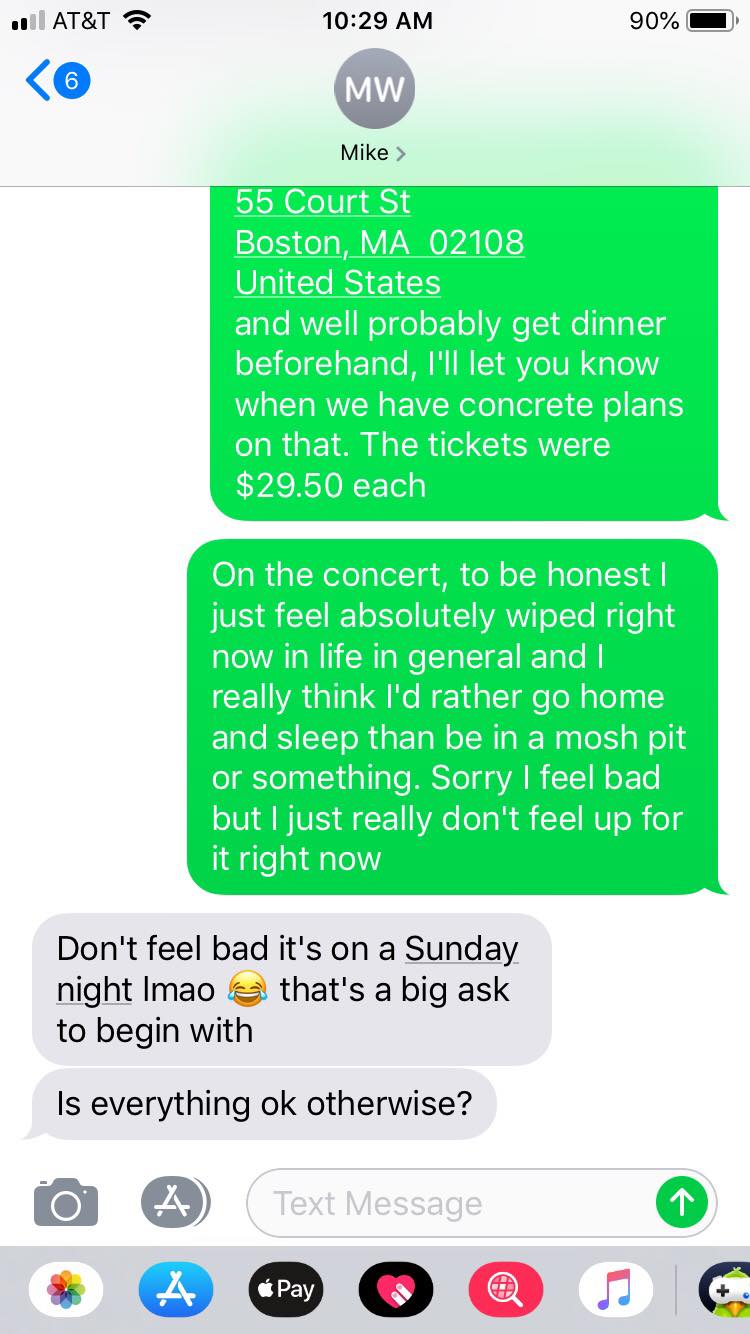 AT&T
10:29 AM
90%
6
MW
Mike
55 Court St
Boston, MA  02108
United States
and well probably get dinner
beforehand, I'll let you know
when we have concrete plans
on that. The tickets were
$29.50 each
On the concert, to be honest I
just feel absolutely wiped right
now in life in general and I
really think I'd rather go home
and sleep than be in a mosh pit
or something. Sorry I feel bad
but I just really don't feel up for
it right now
Don't feel bad it's on a Sunday
night lmao 😂 that's a big ask
to begin with
Is everything ok otherwise?
Text Message
Pay